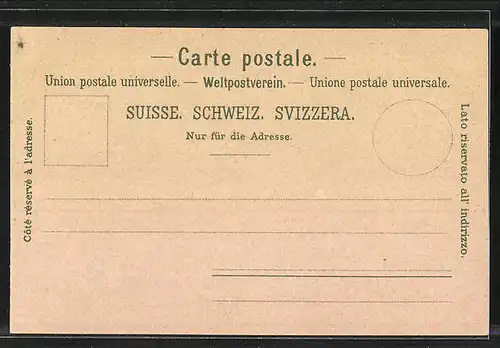 — Carte postale. —
Union postale universelle. — Weltpostverein. — Unione postale universale.
SUISSE. SCHWEIZ. SVIZZERA.
Nur für die Adresse.
Côté réservé à l'adresse.
Lato riservato all' indirizzo.